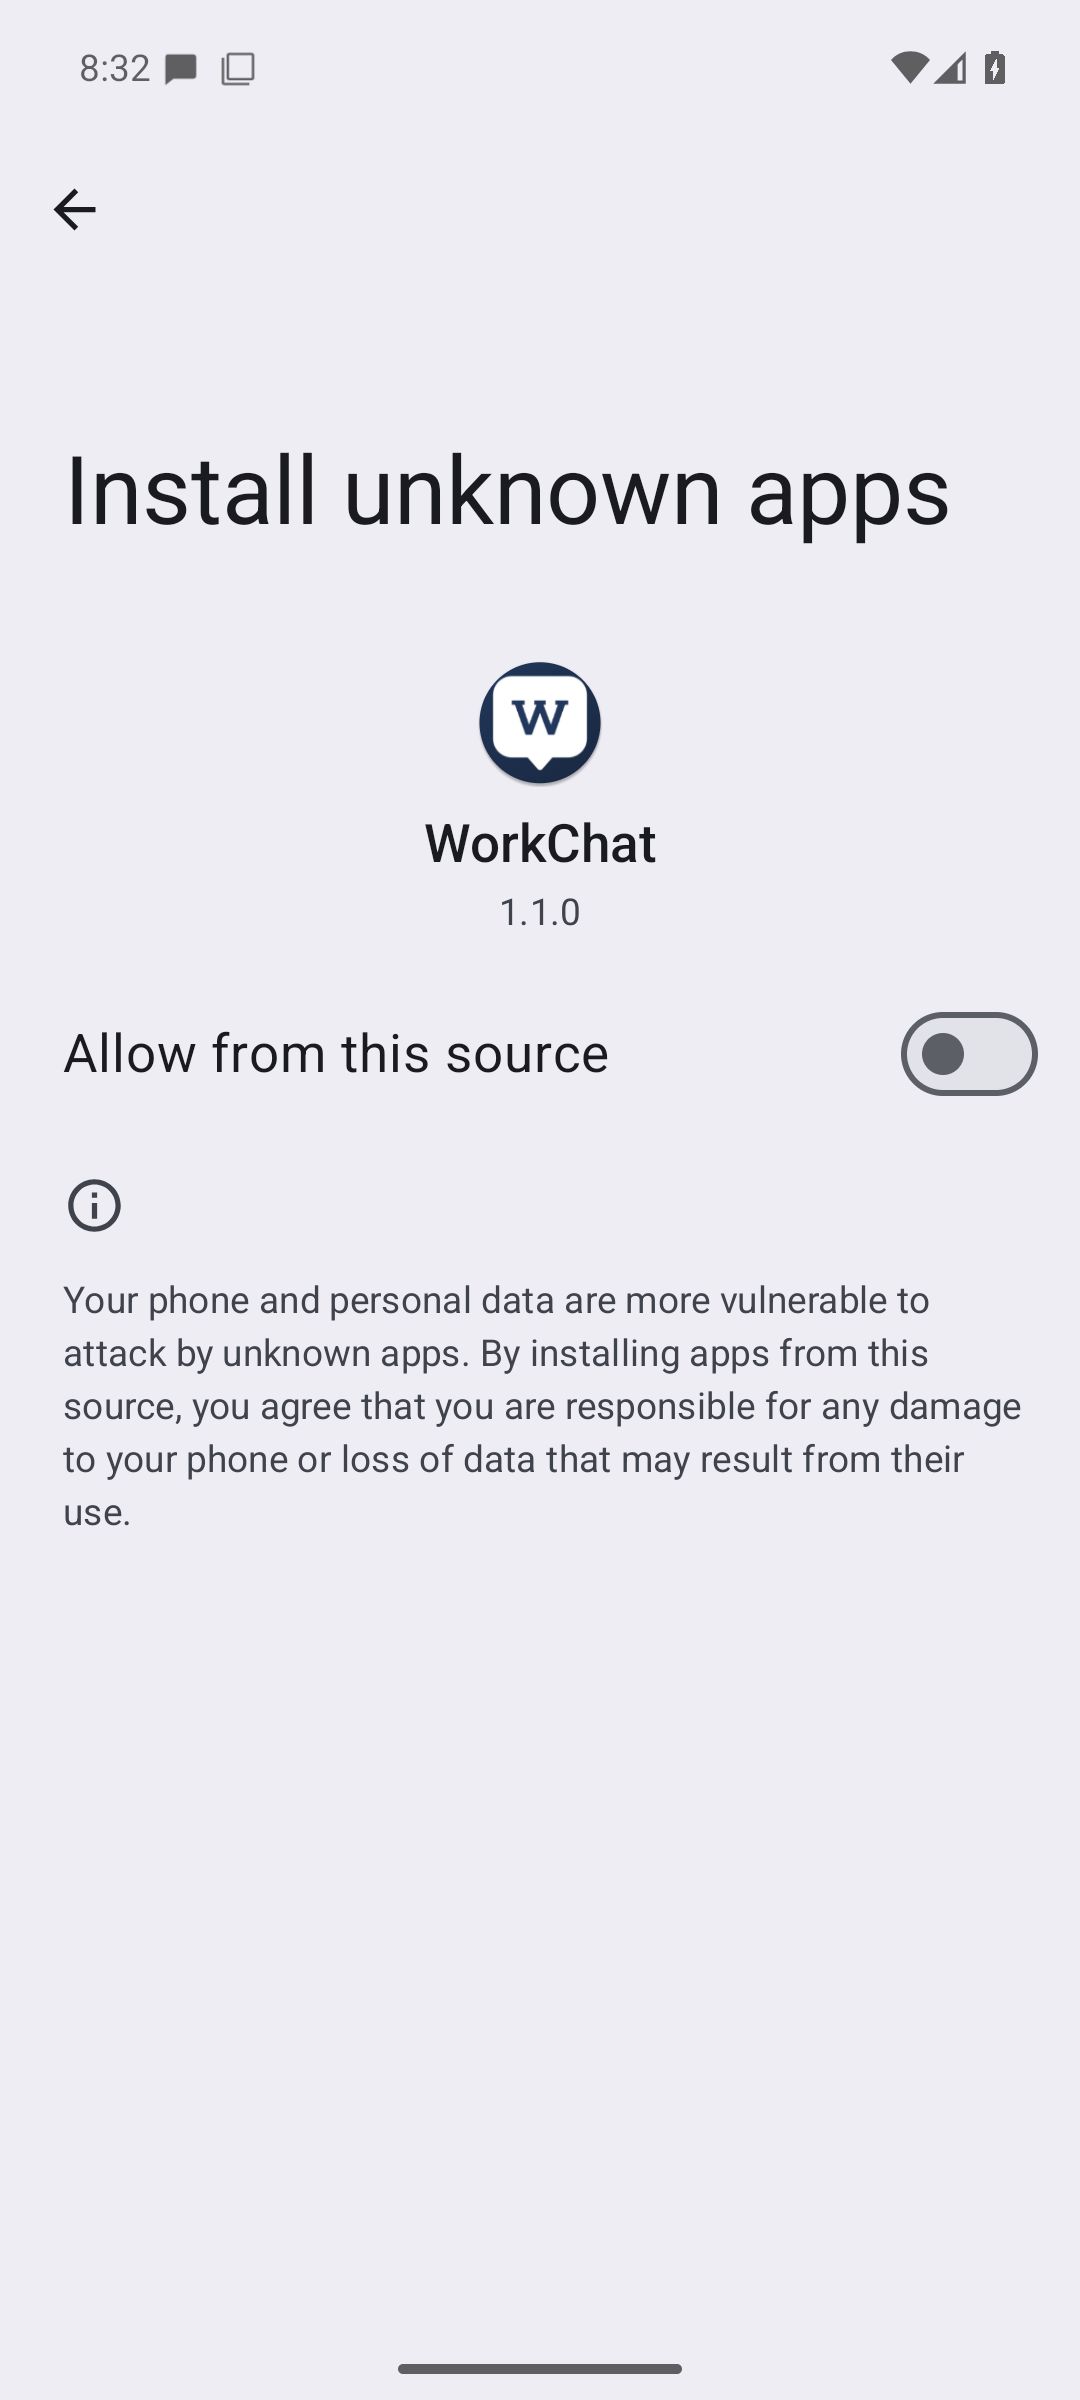 8:32
Install unknown apps
W
WorkChat
1.1.0
Allow from this source
Your phone and personal data are more vulnerable to
attack by unknown apps. By installing apps from this
source, you agree that you are responsible for any damage
to your phone or loss of data that may result from their
use.